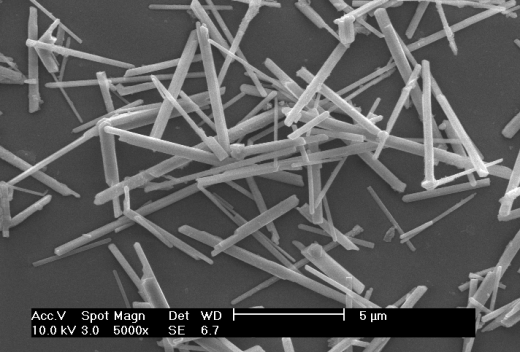 Acc.V Spot Magn Det WD 5 µm
10.0 kV 3.0 5000x SE 6.7